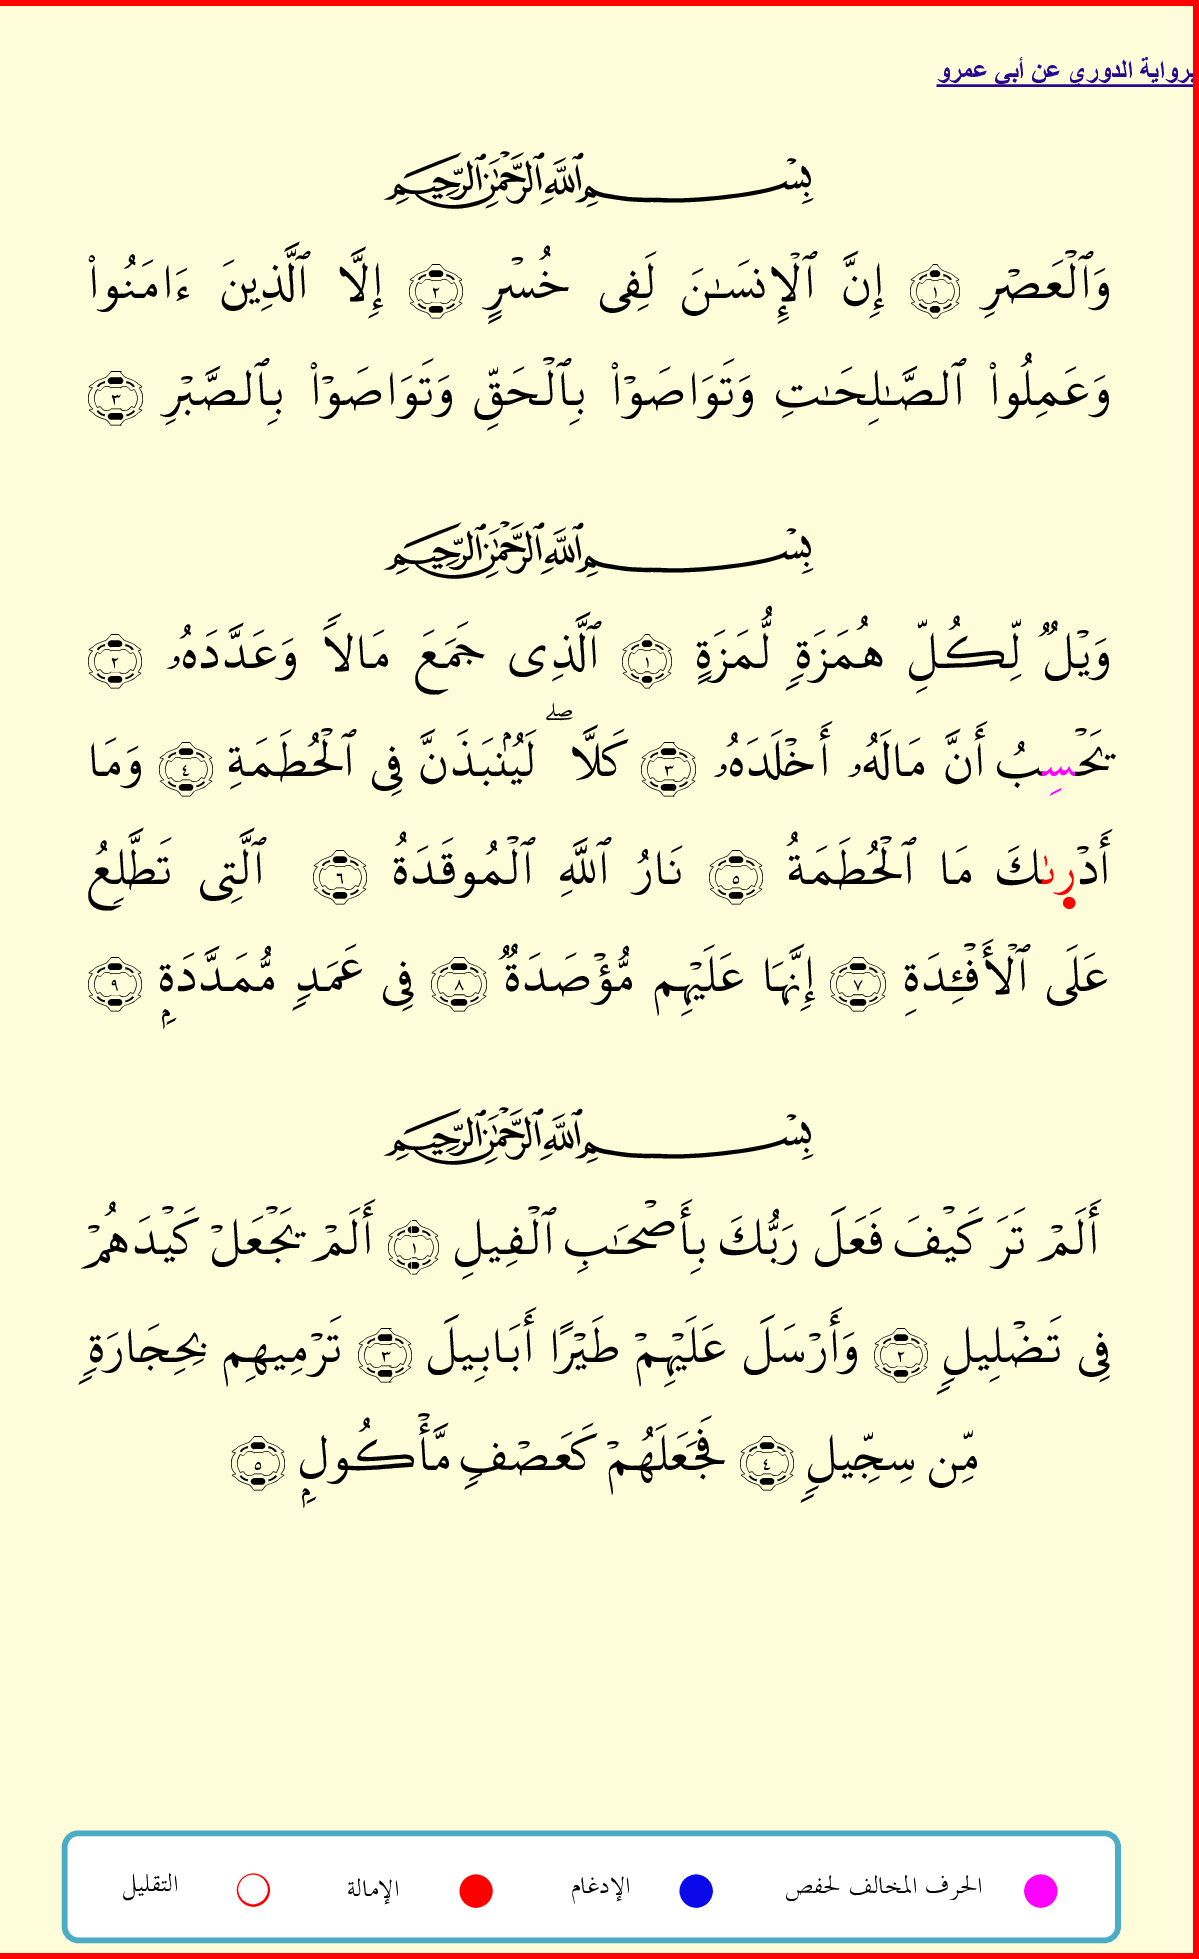 برواية الدوري عن أبي عمرو
بِسْمِ ٱللَّهِ ٱلرَّحْمَٰنِ ٱلرَّحِيمِ
وَٱلْعَصْرِ ١ إِنَّ ٱلْإِنسَٰنَ لَفِى خُسْرٍ ٢ إِلَّا ٱلَّذِينَ ءَامَنُوا۟
وَعَمِلُوا۟ ٱلصَّٰلِحَٰتِ وَتَوَاصَوْا۟ بِٱلْحَقِّ وَتَوَاصَوْا۟ بِٱلصَّبْرِ ٣
بِسْمِ ٱللَّهِ ٱلرَّحْمَٰنِ ٱلرَّحِيمِ
وَيْلٌ لِّكُلِّ هُمَزَةٍ لُّمَزَةٍ ١ ٱلَّذِى جَمَعَ مَالاً وَعَدَّدَهُۥ ٢
يَحْسِبُ أَنَّ مَالَهُۥ أَخْلَدَهُۥ ٣ كَلَّا ۖ لَيُنۢبَذَنَّ فِى ٱلْحُطَمَةِ ٤ وَمَا
أَدْرِىٰكَ مَا ٱلْحُطَمَةُ ٥ نَارُ ٱللَّهِ ٱلْمُوقَدَةُ ٦ ٱلَّتِى تَطَّلِعُ
عَلَى ٱلْأَفْـِٔدَةِ ٧ إِنَّهَا عَلَيْهِم مُّؤْصَدَةٌ ٨ فِى عَمَدٍ مُّمَدَّدَةٍۭ ٩
بِسْمِ ٱللَّهِ ٱلرَّحْمَٰنِ ٱلرَّحِيمِ
أَلَمْ تَرَ كَيْفَ فَعَلَ رَبُّكَ بِأَصْحَٰبِ ٱلْفِيلِ ١ أَلَمْ يَجْعَلْ كَيْدَهُمْ
فِى تَضْلِيلٍ ٢ وَأَرْسَلَ عَلَيْهِمْ طَيْرًا أَبَابِيلَ ٣ تَرْمِيهِم بِحِجَارَةٍ
مِّن سِجِّيلٍ ٤ فَجَعَلَهُمْ كَعَصْفٍ مَّأْكُولٍۭ ٥
الحرف المخالف لحفص الإدغام الإمالة التقليل